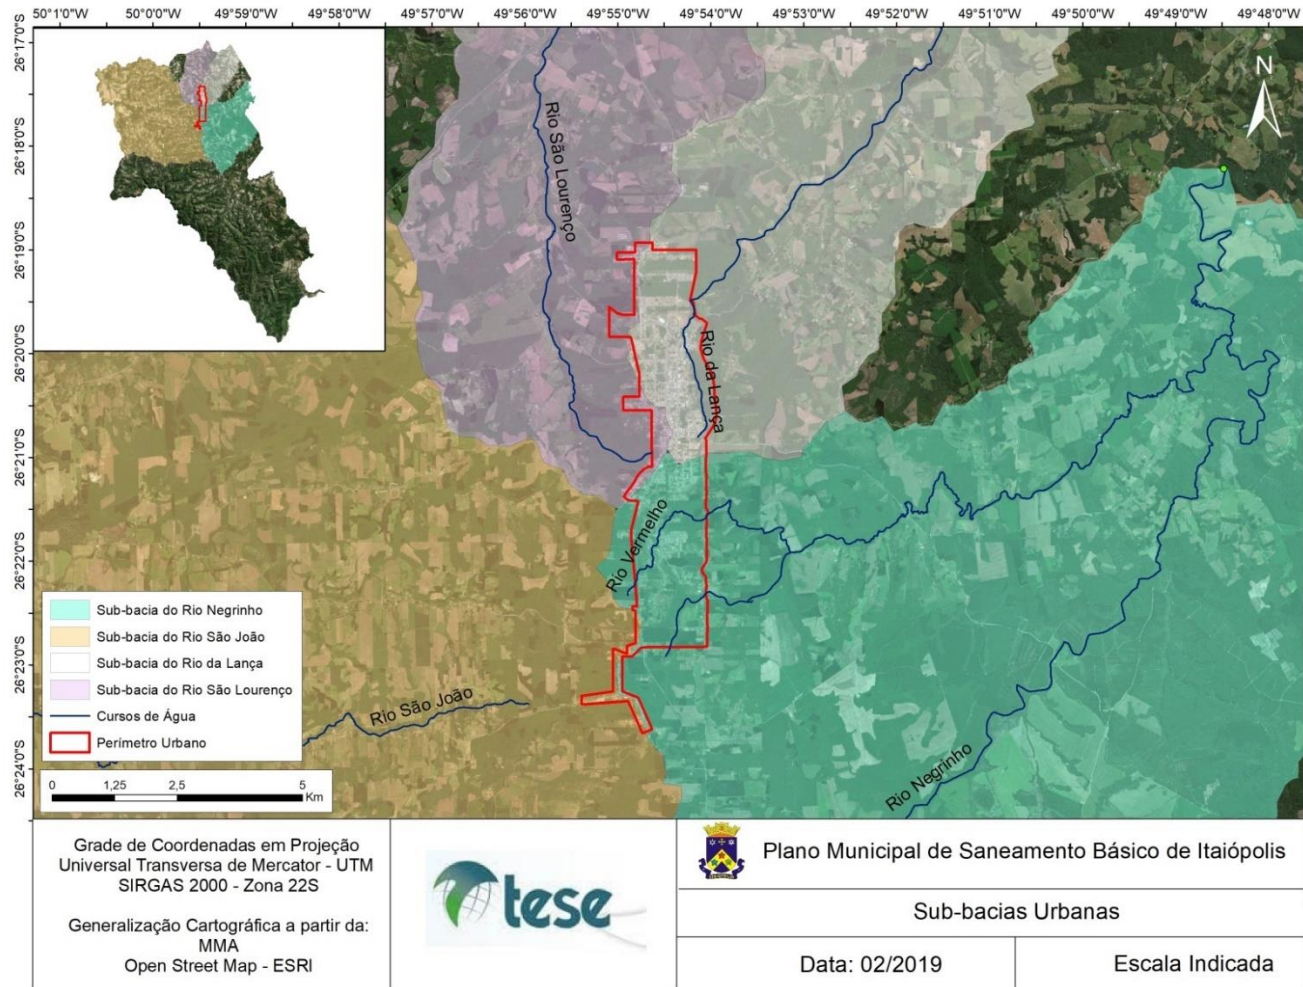 50°1'0"W 50°0'0"W 49°59'0"W 49°58'0"W 49°57'0"W 49°56'0"W 49°55'0"W 49°54'0"W 49°53'0"W 49°52'0"W 49°51'0"W 49°50'0"W 49°49'0"W 49°48'0"W
26°17'0"S
26°18'0"S
26°19'0"S
26°20'0"S
26°21'0"S
26°22'0"S
26°23'0"S
26°24'0"S
N
Rio São Lourenço
Rio da Lança
Rio Vermelho
Rio São João
Rio Negrinho
Sub-bacia do Rio Negrinho
Sub-bacia do Rio São João
Sub-bacia do Rio da Lança
Sub-bacia do Rio São Lourenço
Cursos de Água
Perímetro Urbano
0 1,25 2,5 5
Km
Grade de Coordenadas em Projeção
Universal Transversa de Mercator - UTM
SIRGAS 2000 - Zona 22S
Generalização Cartográfica a partir da:
MMA
Open Street Map - ESRI
tese
Plano Municipal de Saneamento Básico de Itaiópolis
Sub-bacias Urbanas
Data: 02/2019
Escala Indicada